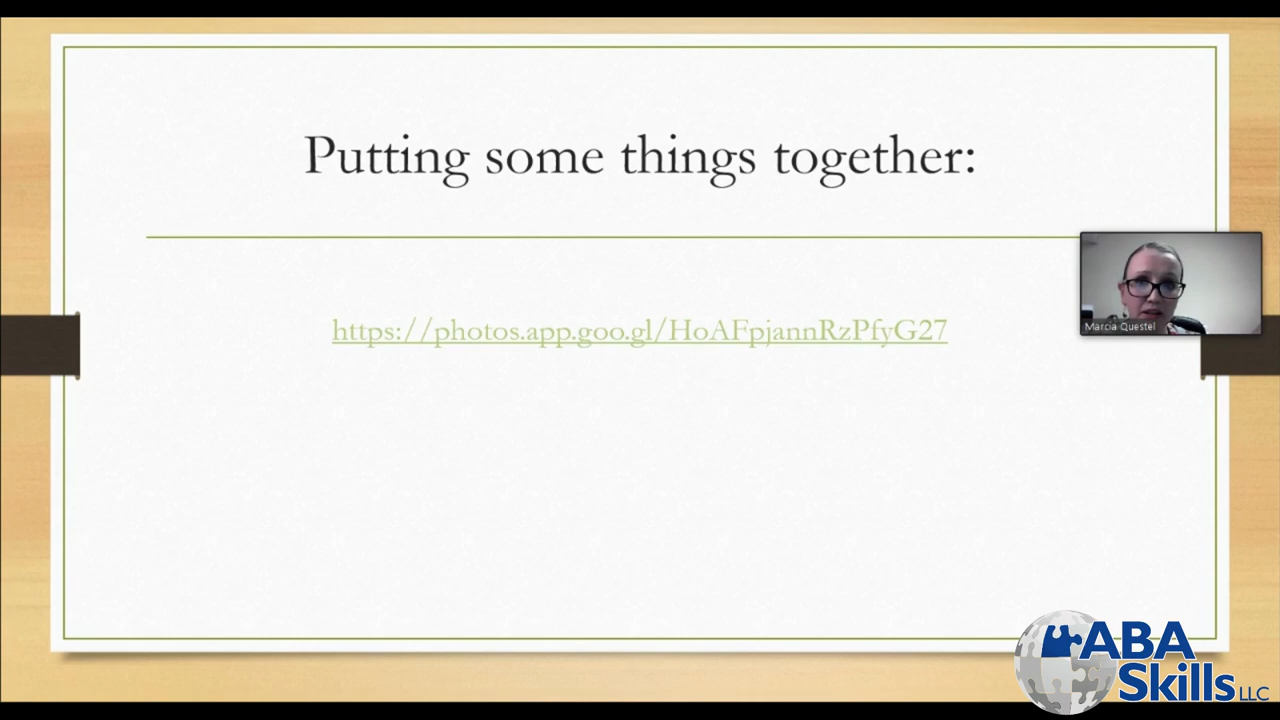 Putting some things together:
https://photos.app.goo.gl/HoAFpjannRzPfyG27
Marcia Questel
ABA
Skills LLC